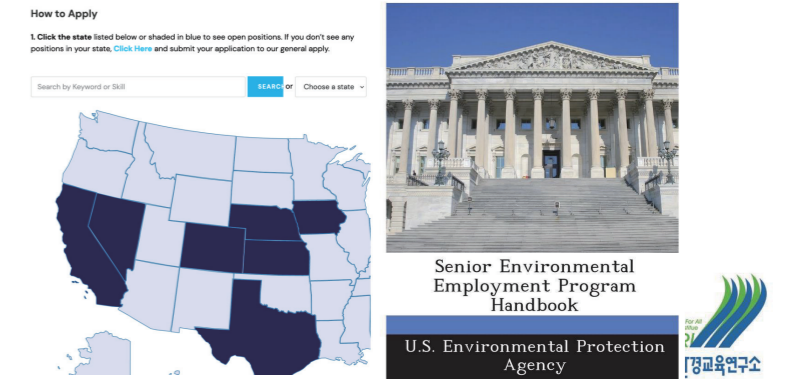 How to Apply
1. Click the state listed below or shaded in blue to see open positions. If you don't see any
positions in your state, Click Here and submit your application to our general apply.
Search by Keyword or Skill
SEARC
or
Choose a state
Senior Environmental
Employment Program
Handbook
U.S. Environmental Protection
Agency
For All
경교육연구소